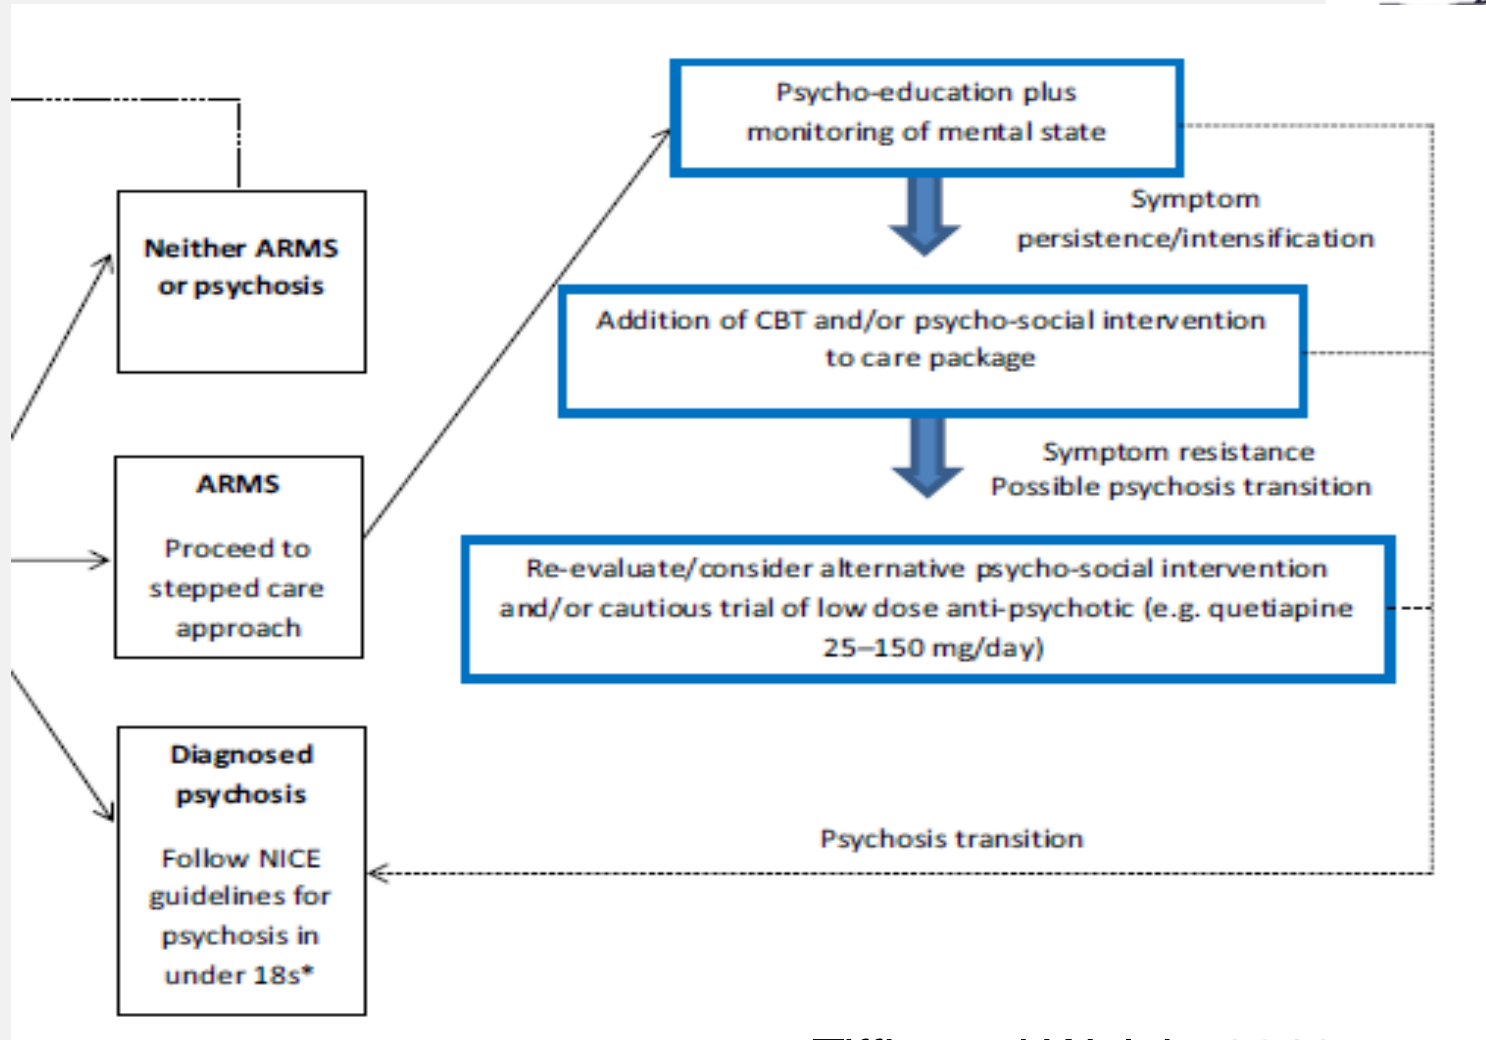 Neither ARMS
or psychosis
ARMS
Proceed to
stepped care
approach
Diagnosed
psychosis
Follow NICE
guidelines for
psychosis in
under 18s*
Psycho-education plus
monitoring of mental state
Symptom
persistence/intensification
Addition of CBT and/or psycho-social intervention
to care package
Symptom resistance
Possible psychosis transition
Re-evaluate/consider alternative psycho-social intervention
and/or cautious trial of low dose anti-psychotic (e.g. quetiapine
25–150 mg/day)
Psychosis transition